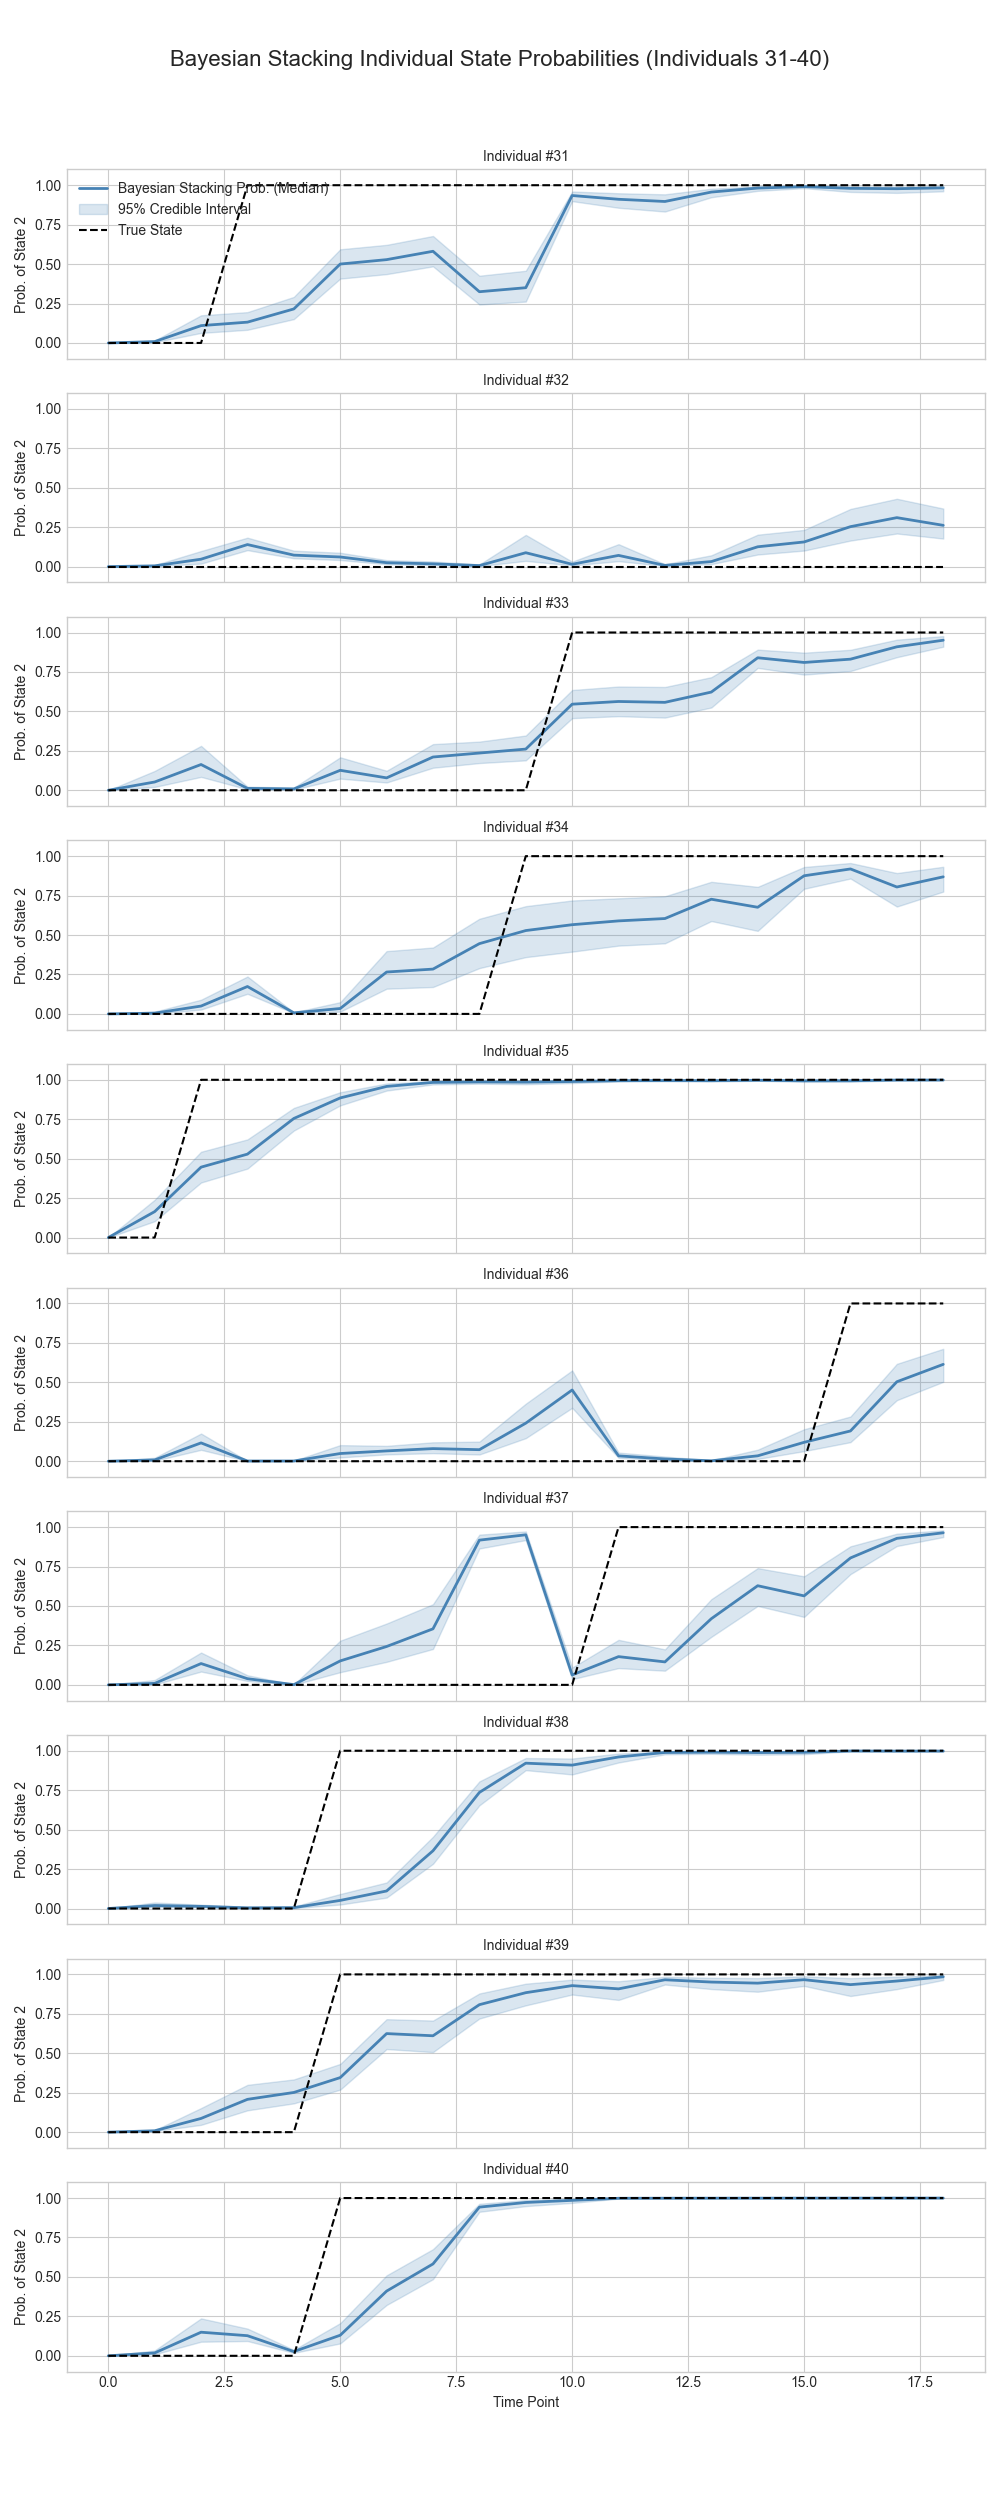 Bayesian Stacking Individual State Probabilities (Individuals 31-40)
Individual #31
Bayesian Stacking Prob. (Median)
95% Credible Interval
True State
Prob. of State 2
1.00
0.75
0.50
0.25
0.00
Individual #32
Prob. of State 2
1.00
0.75
0.50
0.25
0.00
Individual #33
Prob. of State 2
1.00
0.75
0.50
0.25
0.00
Individual #34
Prob. of State 2
1.00
0.75
0.50
0.25
0.00
Individual #35
Prob. of State 2
1.00
0.75
0.50
0.25
0.00
Individual #36
Prob. of State 2
1.00
0.75
0.50
0.25
0.00
Individual #37
Prob. of State 2
1.00
0.75
0.50
0.25
0.00
Individual #38
Prob. of State 2
1.00
0.75
0.50
0.25
0.00
Individual #39
Prob. of State 2
1.00
0.75
0.50
0.25
0.00
Individual #40
Prob. of State 2
1.00
0.75
0.50
0.25
0.00
0.0 2.5 5.0 7.5 10.0 12.5 15.0 17.5
Time Point